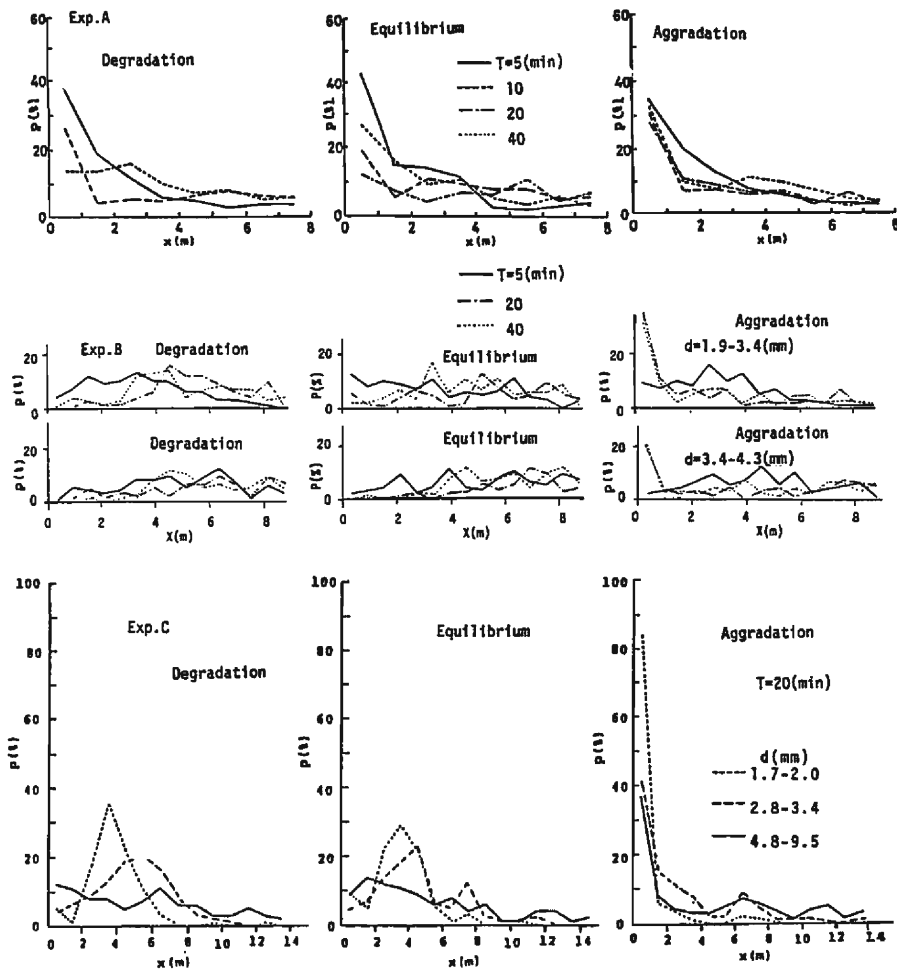 Exp.A
Degradation
60
40
20
0
P(%)
0 2 4 6 8
x(m)
Equilibrium
T=5(min)
10
20
40
60
40
20
0
P(%)
0 2 4 6 8
x(m)
Aggradation
60
40
20
0
P(%)
0 2 4 6 8
x(m)
T=5(min)
20
40
Exp.B Degradation
20
0
P(%)
Equilibrium
20
0
P(%)
Aggradation
d=1.9-3.4(mm)
20
0
P(%)
Degradation
20
0
P(%)
0 2 4 6 8
X(m)
Equilibrium
20
0
P(%)
0 2 4 6 8
X(m)
Aggradation
d=3.4-4.3(mm)
20
0
P(%)
0 2 4 6 8
X(m)
Exp.C
Degradation
100
80
60
40
20
0
P(%)
0 2 4 6 8 10 12 14
x(m)
Equilibrium
100
80
60
40
20
0
P(%)
0 2 4 6 8 10 12 14
x(m)
Aggradation
T=20(min)
d(mm)
1.7-2.0
2.8-3.4
4.8-9.5
100
80
60
40
20
0
P(%)
0 2 4 6 8 10 12 14
x(m)